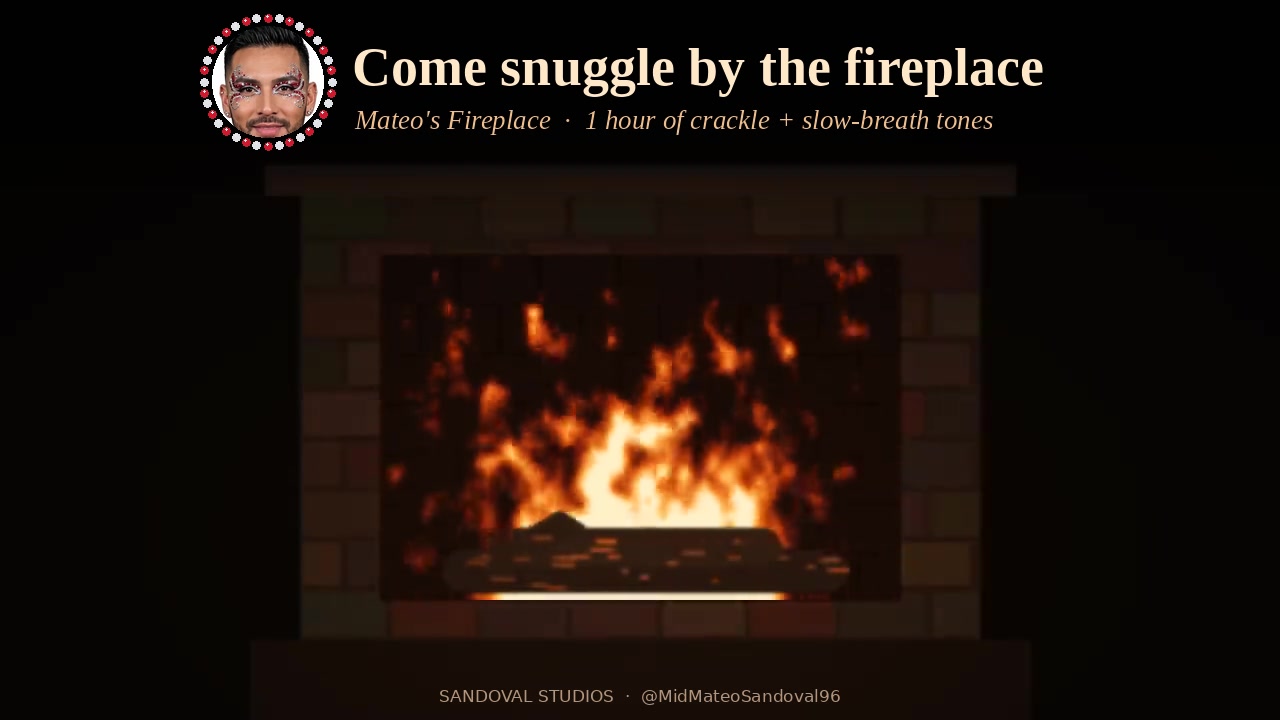 Come snuggle by the fireplace
Mateo's Fireplace · 1 hour of crackle + slow-breath tones
SANDOVAL STUDIOS · @MidMateoSandoval96